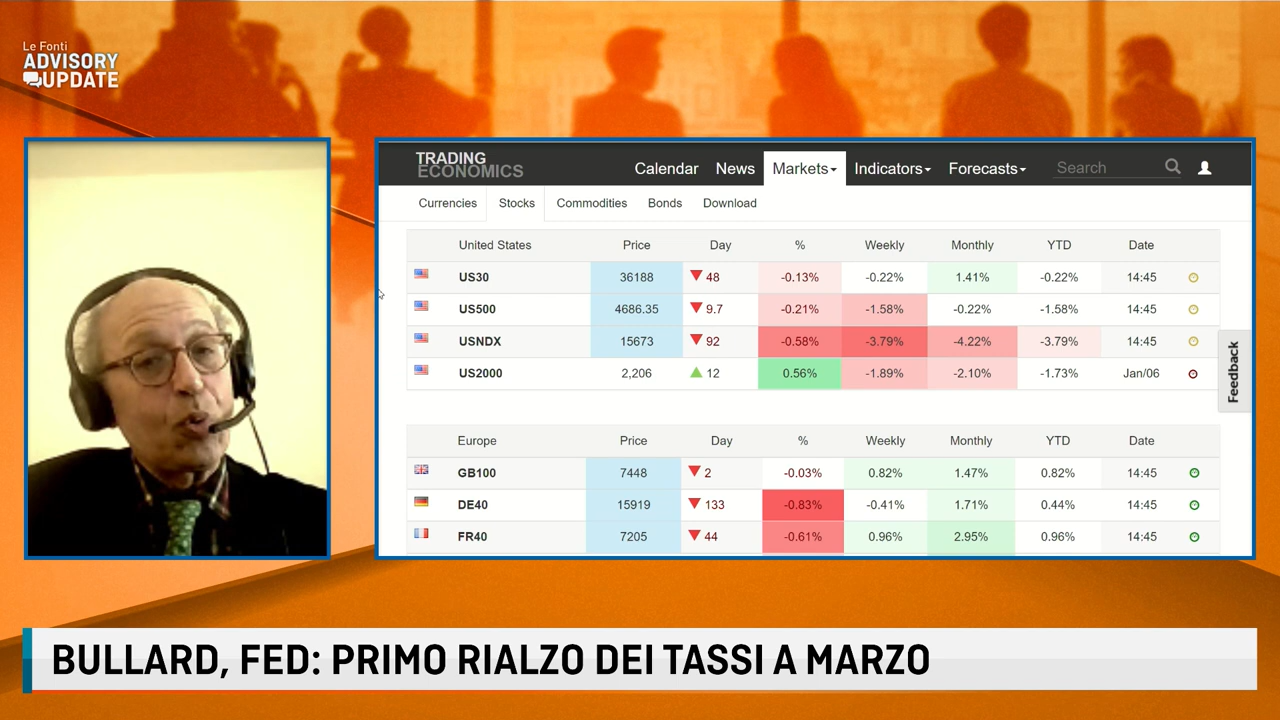 Le Fonti
ADVISORY
UPDATE
TRADING
ECONOMICS
Calendar News Markets Indicators Forecasts Search
Currencies Stocks Commodities Bonds Download
United States Price Day % Weekly Monthly YTD Date
US30 36188 48 -0.13% -0.22% 1.41% -0.22% 14:45
US500 4686.35 9.7 -0.21% -1.58% -0.22% -1.58% 14:45
USNDX 15673 92 -0.58% -3.79% -4.22% -3.79% 14:45
US2000 2,206 12 0.56% -1.89% -2.10% -1.73% Jan/06
Feedback
Europe Price Day % Weekly Monthly YTD Date
GB100 7448 2 -0.03% 0.82% 1.47% 0.82% 14:45
DE40 15919 133 -0.83% -0.41% 1.71% 0.44% 14:45
FR40 7205 44 -0.61% 0.96% 2.95% 0.96% 14:45
BULLARD, FED: PRIMO RIALZO DEI TASSI A MARZO